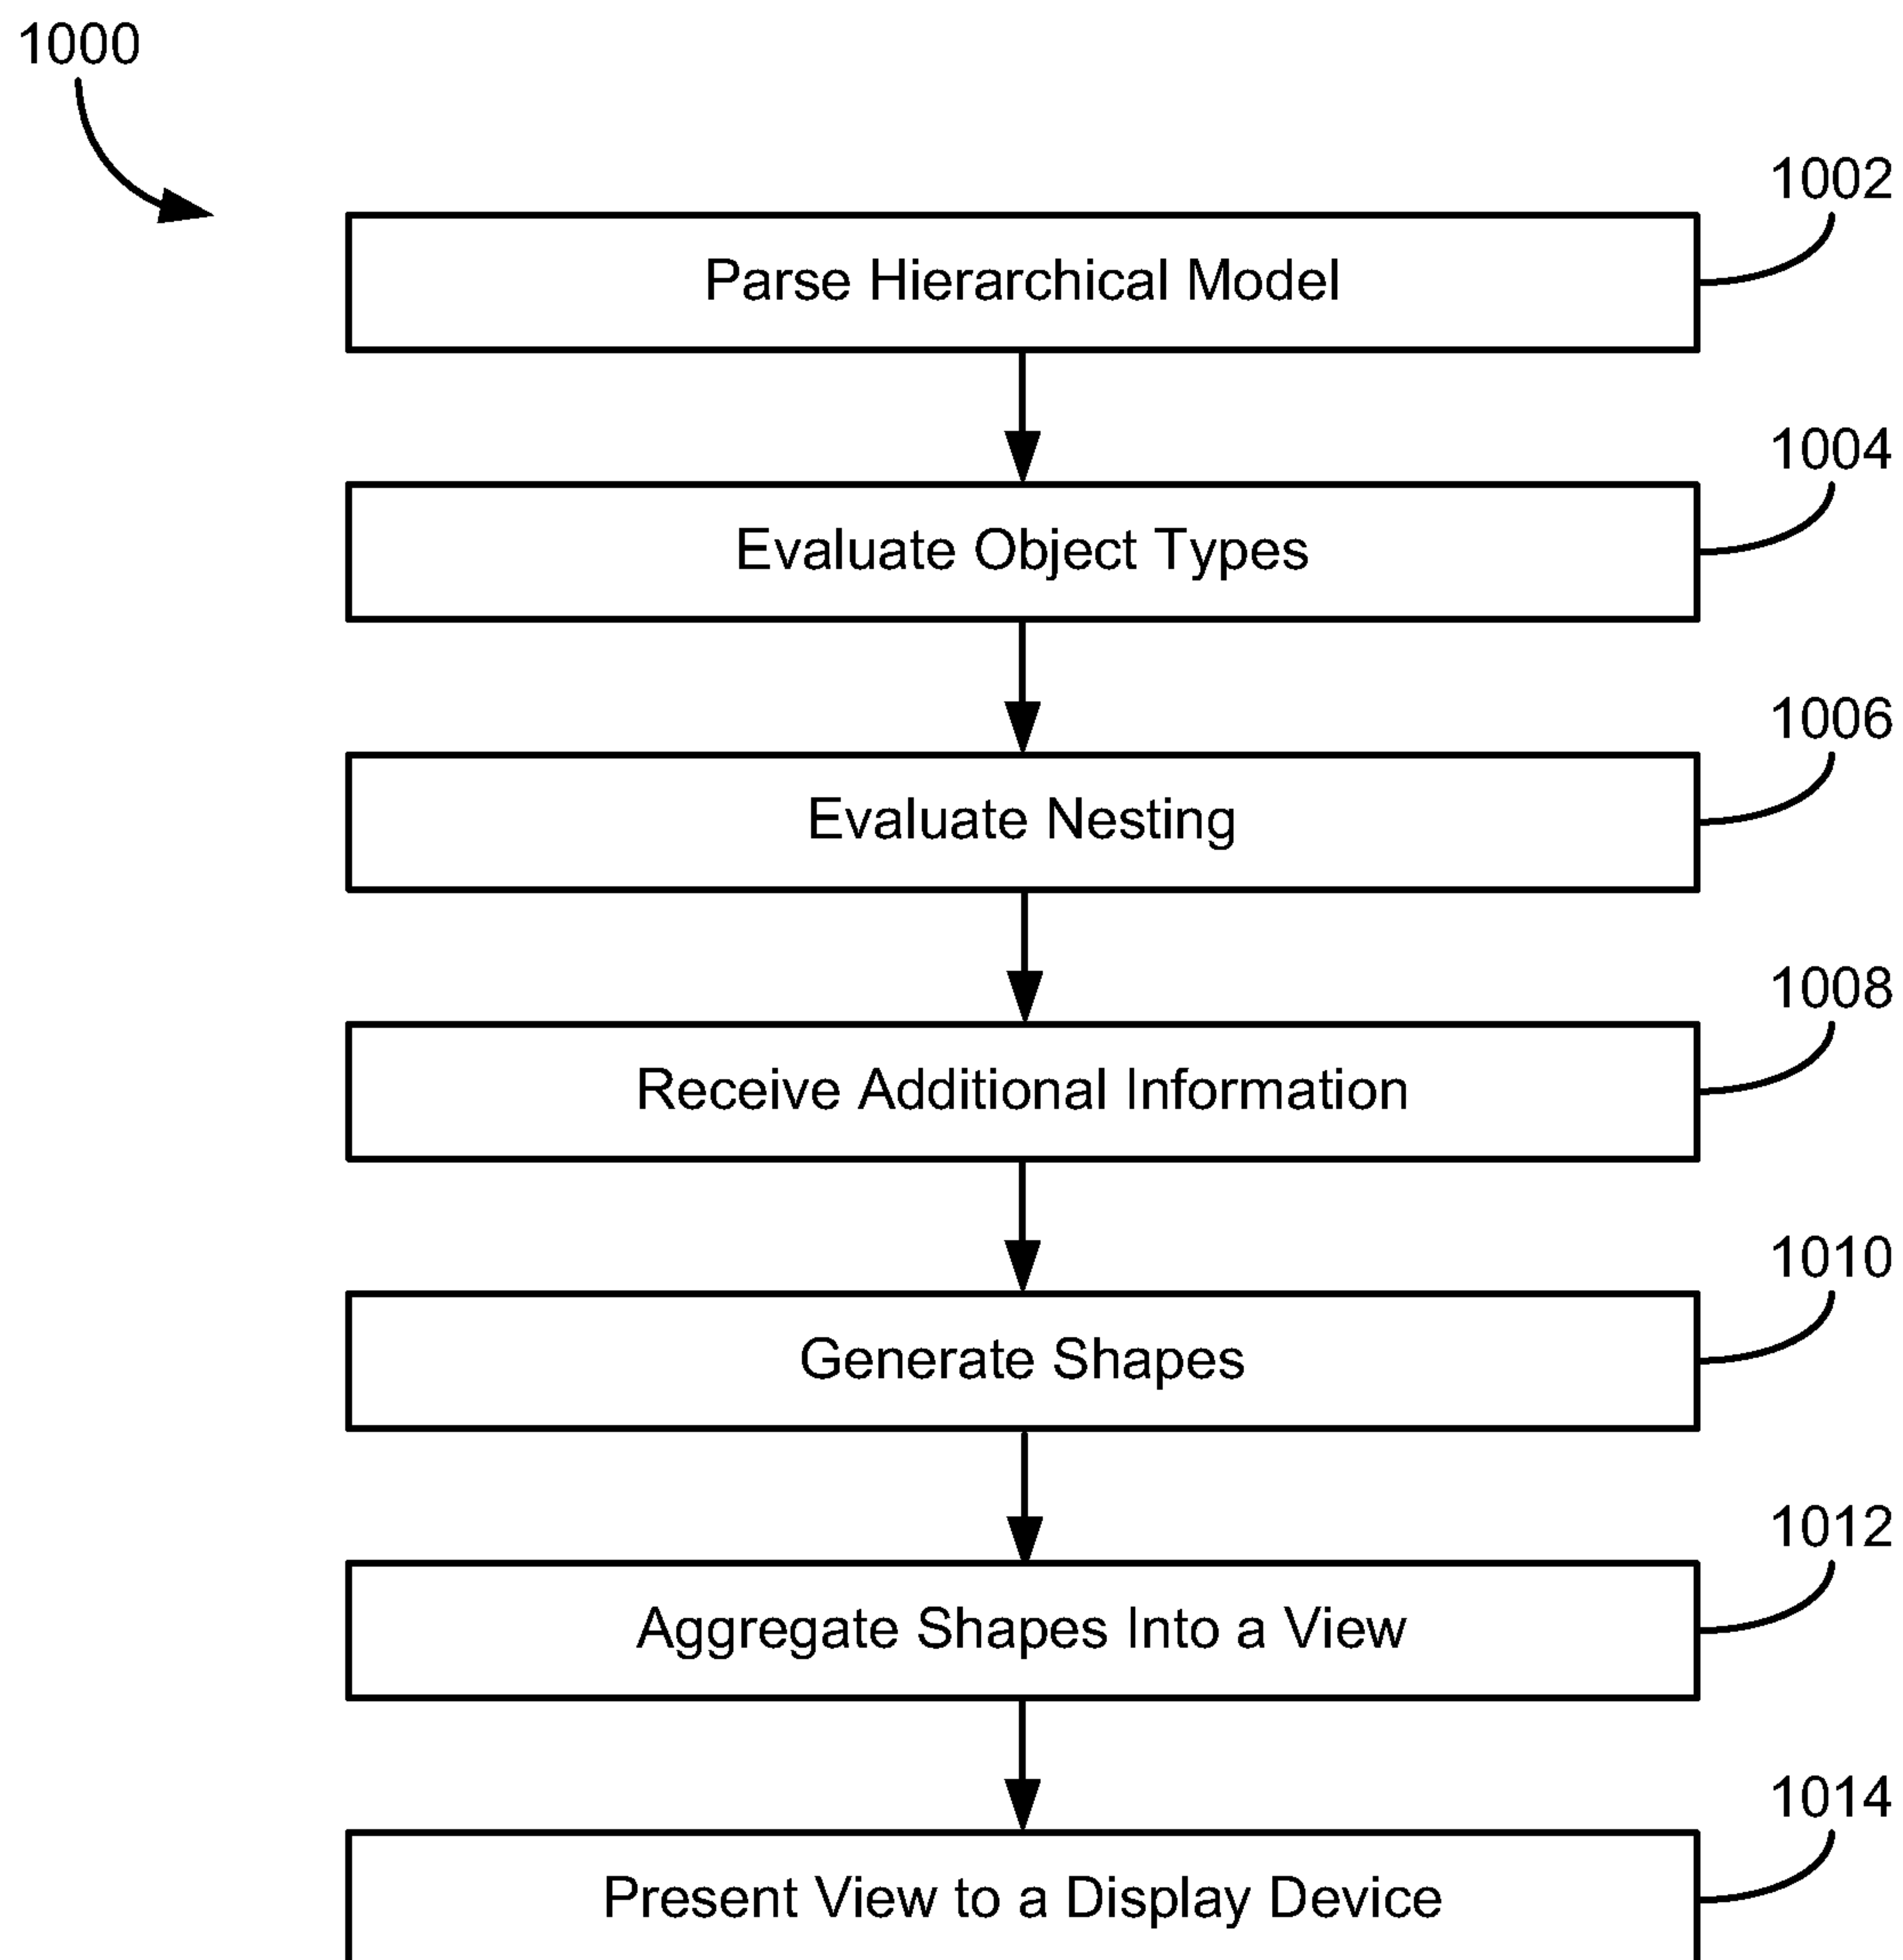 1000
1002
Parse Hierarchical Model
1004
Evaluate Object Types
1006
Evaluate Nesting
1008
Receive Additional Information
1010
Generate Shapes
1012
Aggregate Shapes Into a View
1014
Present View to a Display Device